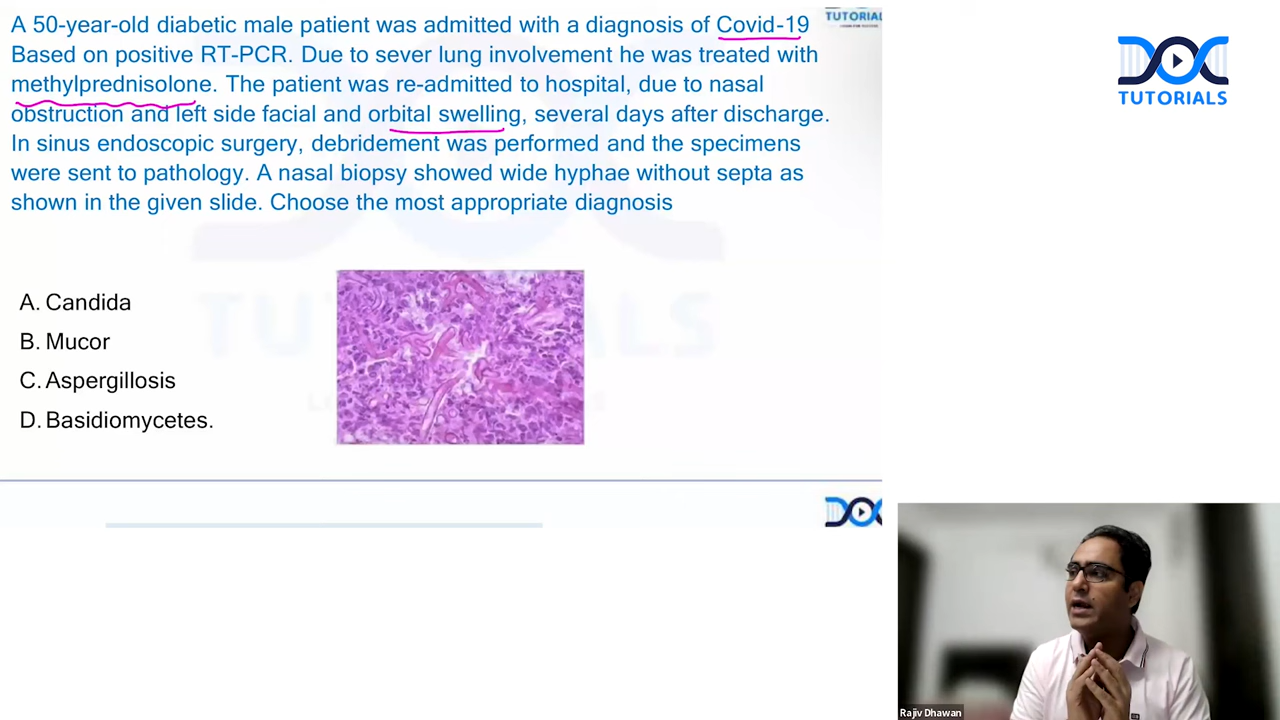 A 50-year-old diabetic male patient was admitted with a diagnosis of Covid-19
Based on positive RT-PCR. Due to sever lung involvement he was treated with
methylprednisolone. The patient was re-admitted to hospital, due to nasal
obstruction and left side facial and orbital swelling, several days after discharge.
In sinus endoscopic surgery, debridement was performed and the specimens
were sent to pathology. A nasal biopsy showed wide hyphae without septa as
shown in the given slide. Choose the most appropriate diagnosis
A. Candida
B. Mucor
C. Aspergillosis
D. Basidiomycetes.
TUTORIAL
TUTORIALS
Rajiv Dhawan